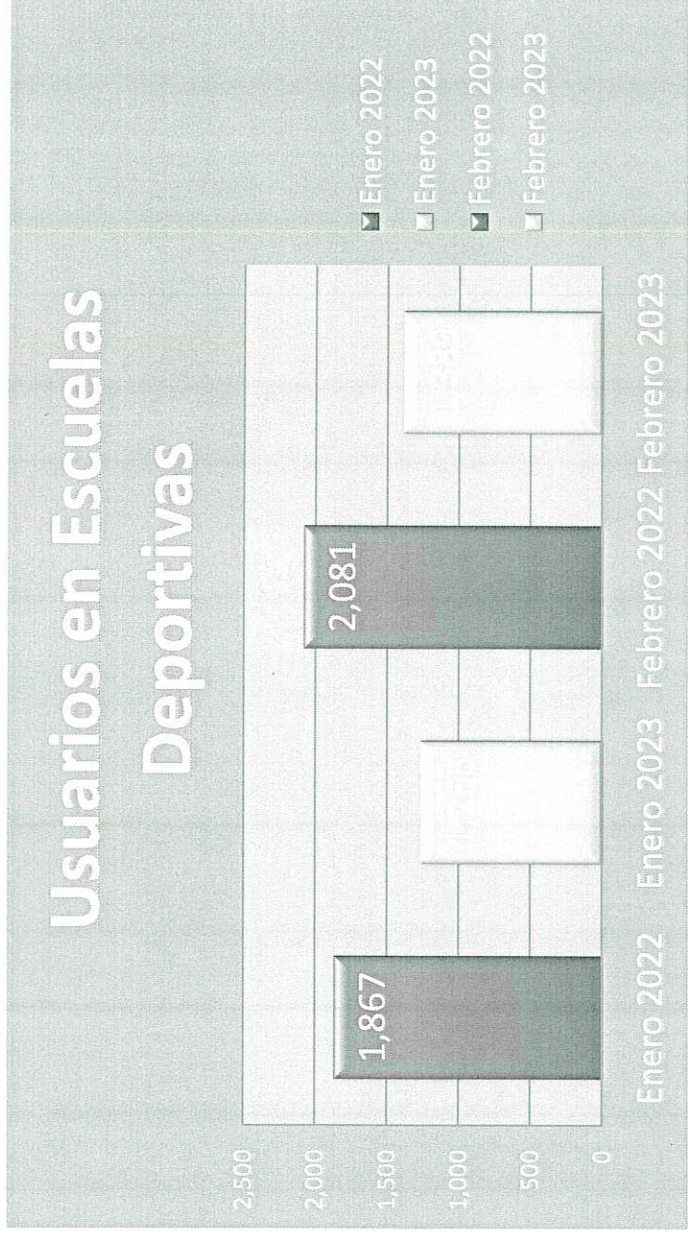 Usuarios en Escuelas
Deportivas
2,500
2,000
1,500
1,000
500
0
1,867
2,081
Enero 2022
Enero 2023
Febrero 2022
Febrero 2023
Enero 2022
Enero 2023
Febrero 2022
Febrero 2023